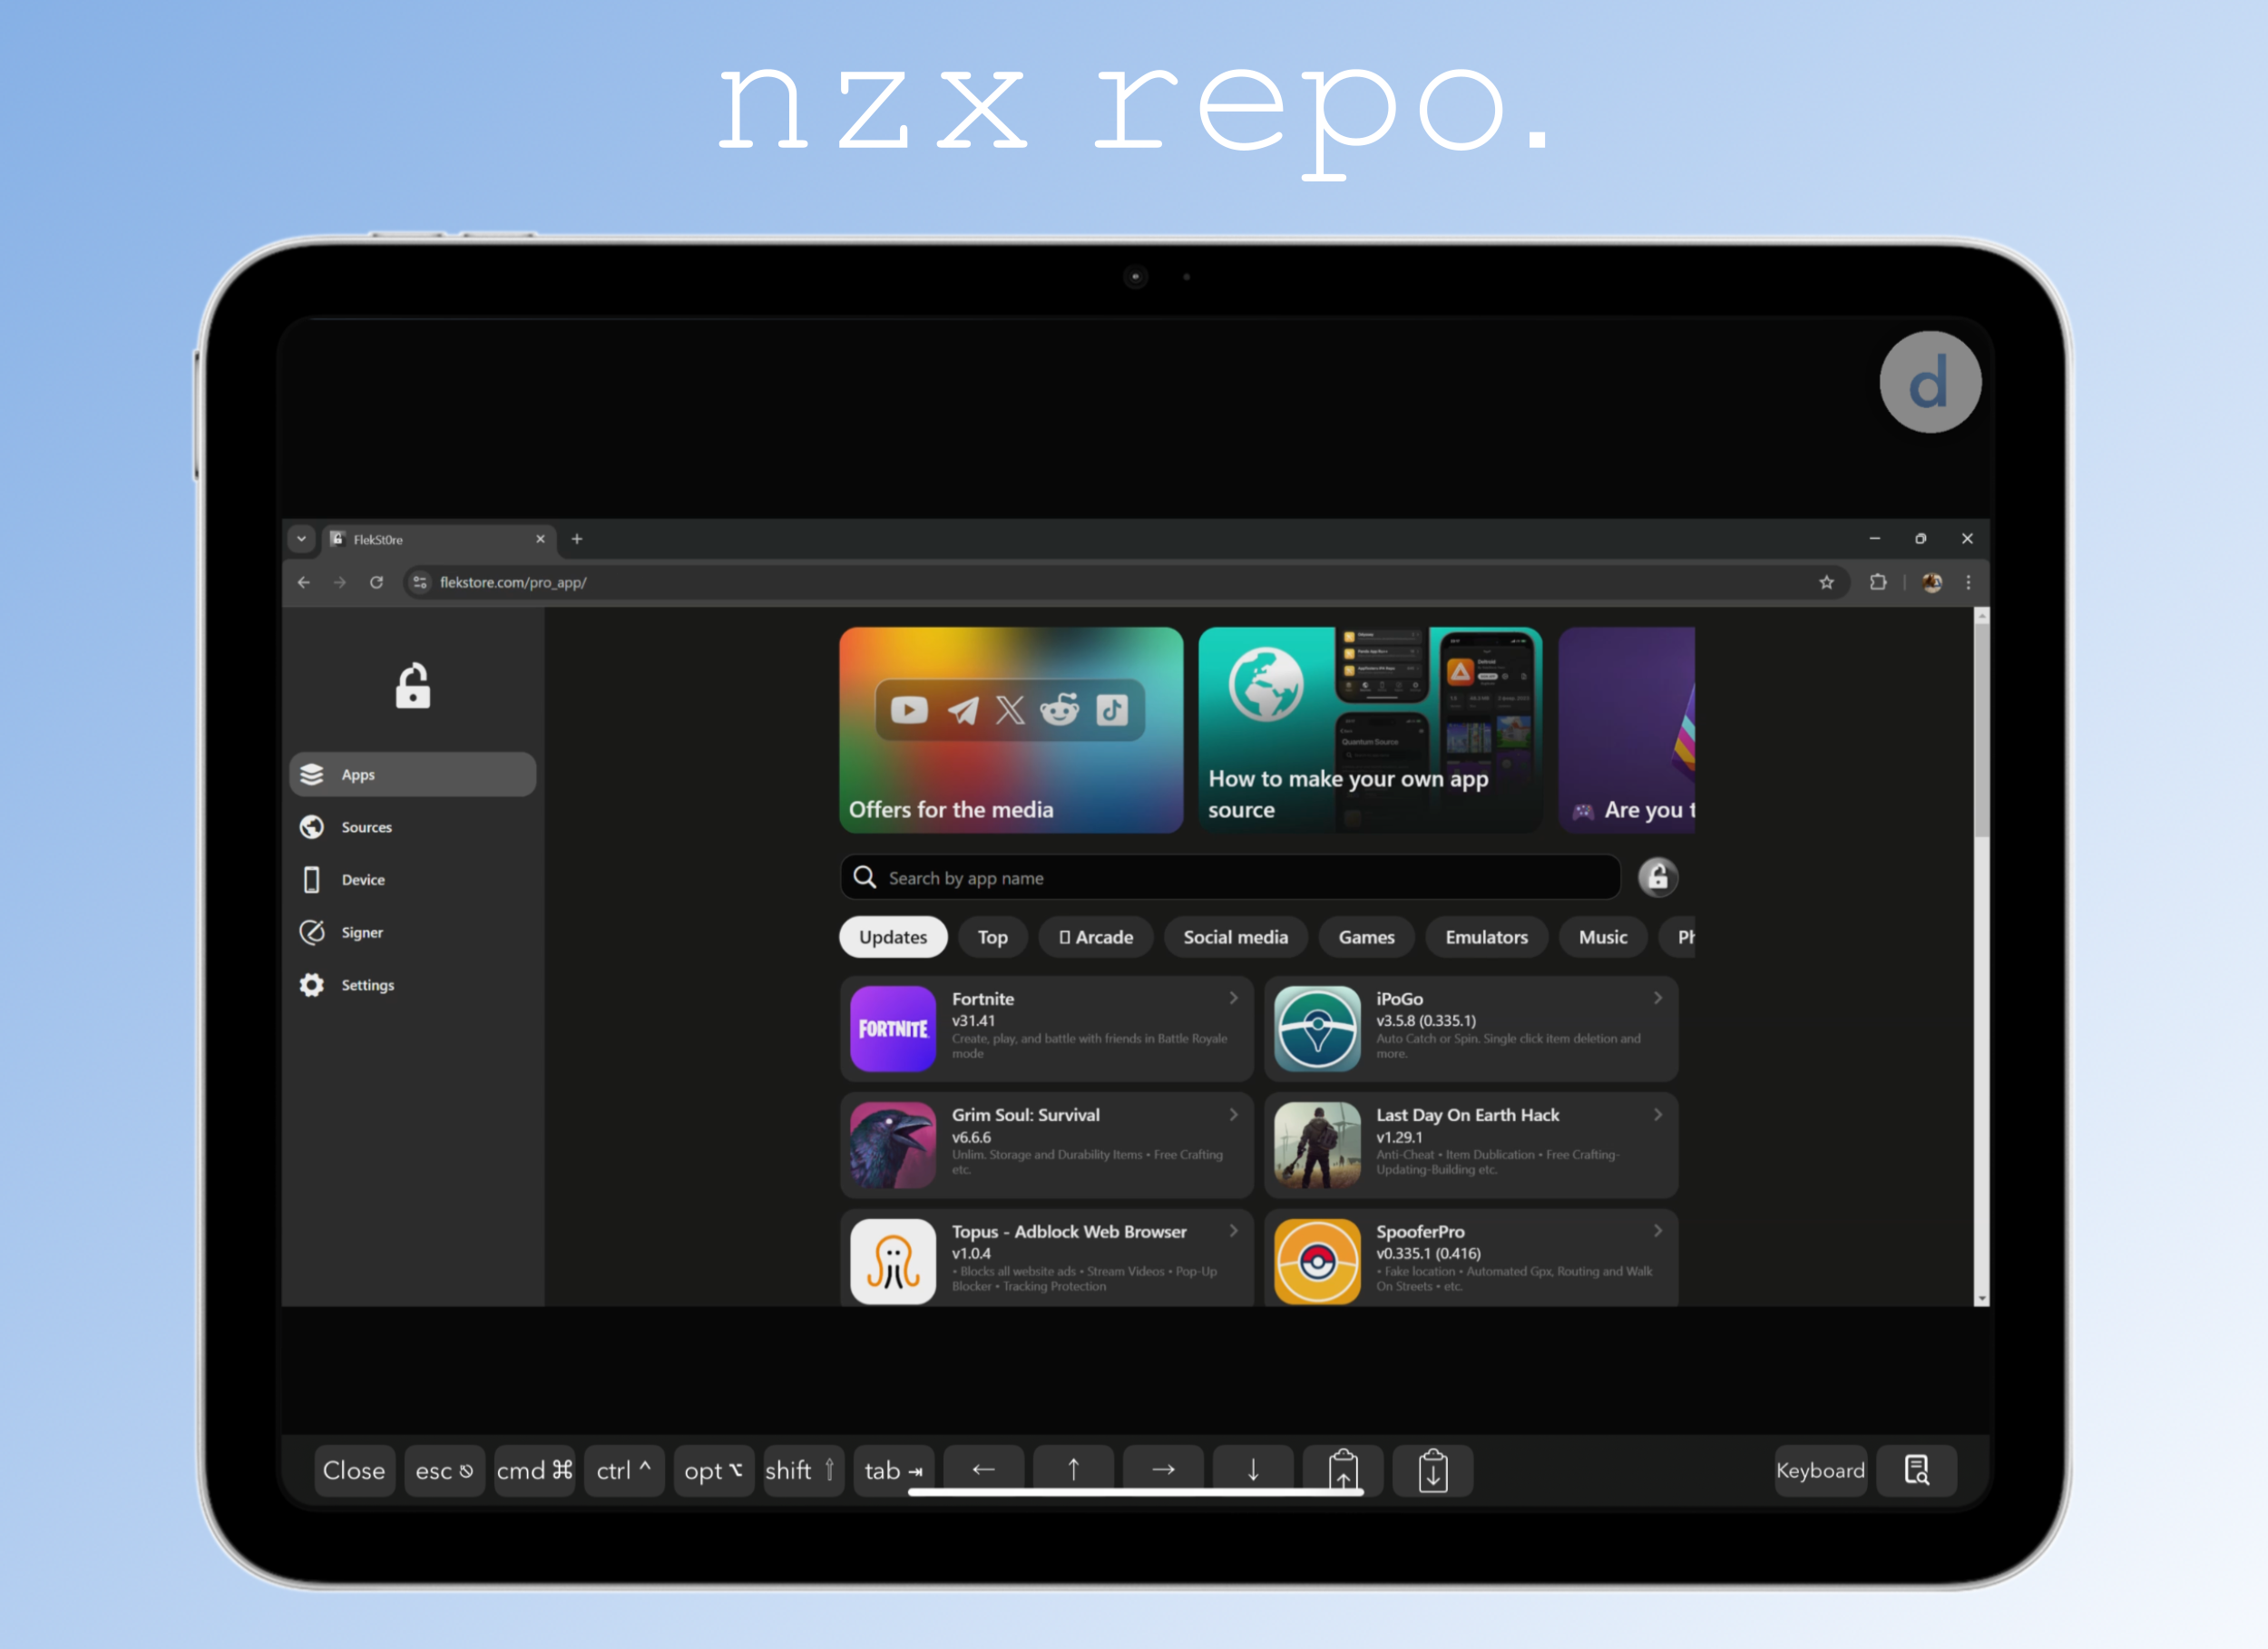 nzx repo.
d
FlekSt0re
flekstore.com/pro_app/
Offers for the media
Quantum Source
How to make your own app
source
Are you t
Apps
Sources
Device
Signer
Settings
Search by app name
Updates
Top
Arcade
Social media
Games
Emulators
Music
Ph
FORTNITE
Fortnite
v31.41
Create, play, and battle with friends in Battle Royale
mode
iPoGo
v3.5.8 (0.335.1)
Auto Catch or Spin. Single click item deletion and
more.
Grim Soul: Survival
v6.6.6
Unlim. Storage and Durability Items • Free Crafting
etc.
Last Day On Earth Hack
v1.29.1
Anti-Cheat • Item Dublication • Free Crafting-
Updating-Building etc.
Topus - Adblock Web Browser
v1.0.4
• Blocks all website ads • Stream Videos • Pop-Up
Blocker • Tracking Protection
SpooferPro
v0.335.1 (0.416)
• Fake location • Automated Gpx, Routing and Walk
On Streets • etc.
Close
esc
cmd ⌘
ctrl ^
opt ⌥
shift ⇧
tab ⇥
←
↑
→
↓
Keyboard